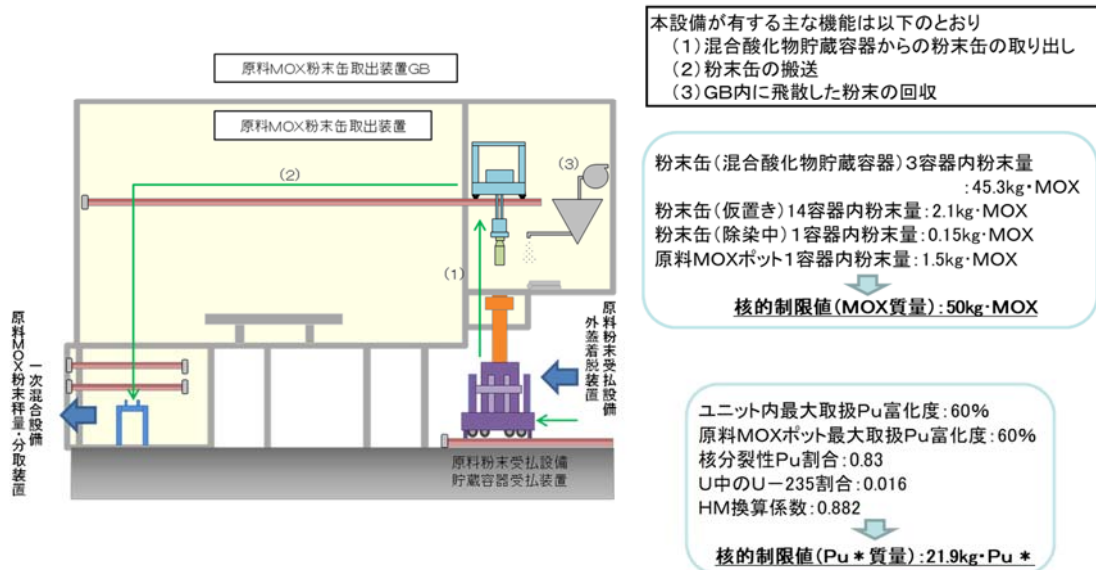 原料MOX粉末缶取出装置GB
原料MOX粉末缶取出装置
(2)
(3)
(1)
原料MOX粉末秤量・分取装置
一次混合設備
原料粉末受払設備
外蓋着脱装置
原料粉末受払設備
貯蔵容器受払装置
本設備が有する主な機能は以下のとおり
(1)混合酸化物貯蔵容器からの粉末缶の取り出し
(2)粉末缶の搬送
(3)GB内に飛散した粉末の回収
粉末缶(混合酸化物貯蔵容器)3容器内粉末量
:45.3kg・MOX
粉末缶(仮置き)14容器内粉末量:2.1kg・MOX
粉末缶(除染中)1容器内粉末量:0.15kg・MOX
原料MOXポット1容器内粉末量:1.5kg・MOX
核的制限値(MOX質量):50kg・MOX
ユニット内最大取扱Pu富化度:60%
原料MOXポット最大取扱Pu富化度:60%
核分裂性Pu割合:0.83
U中のU-235割合:0.016
HM換算係数:0.882
核的制限値(Pu*質量):21.9kg・Pu*